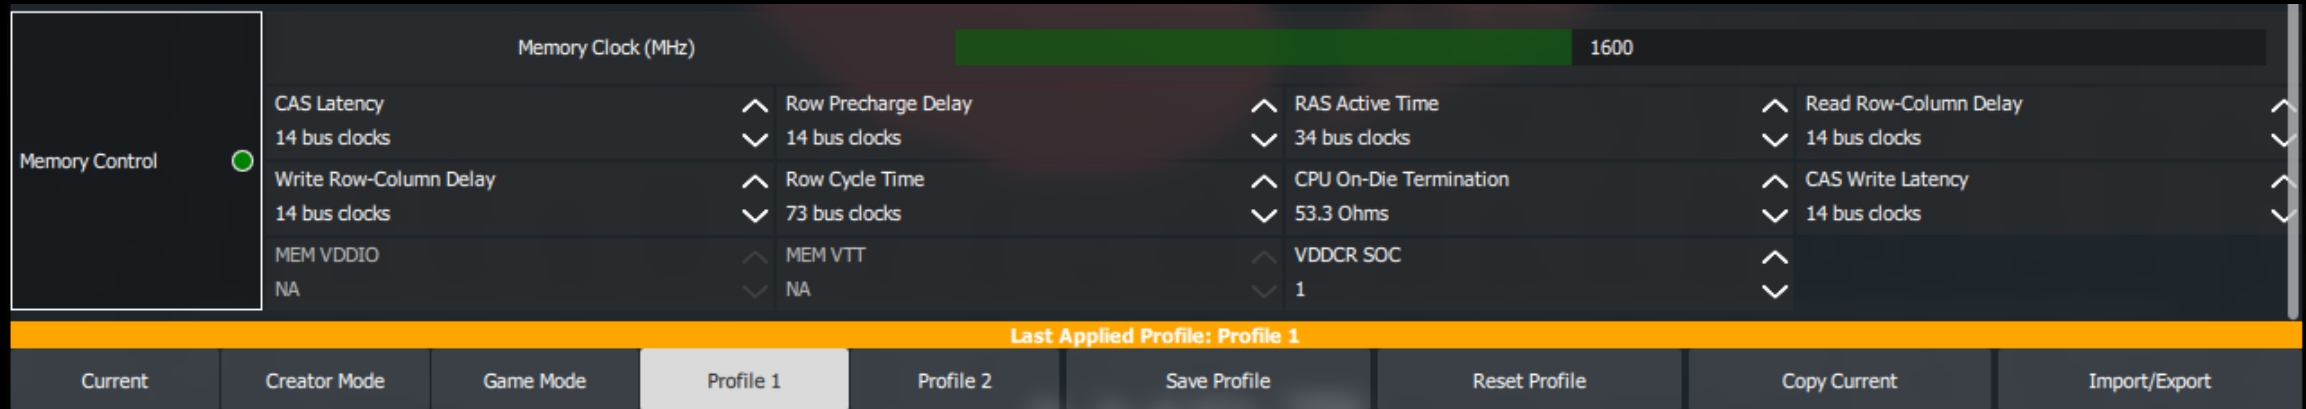 Memory Clock (MHz) 1600
CAS Latency Row Precharge Delay RAS Active Time Read Row-Column Delay
14 bus clocks 14 bus clocks 34 bus clocks 14 bus clocks
Memory Control
Write Row-Column Delay Row Cycle Time CPU On-Die Termination CAS Write Latency
14 bus clocks 73 bus clocks 53.3 Ohms 14 bus clocks
MEM VDDIO MEM VTT VDDCR SOC
NA NA 1
Last Applied Profile: Profile 1
Current Creator Mode Game Mode Profile 1 Profile 2 Save Profile Reset Profile Copy Current Import/Export